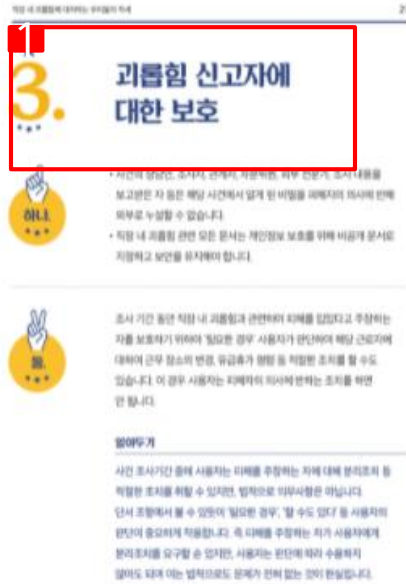 직장 내 괴롭힘에 대처하는 우리들의 자세
1
3.
괴롭힘 신고자에
대한 보호
하나.
• 사건의 상담인, 조사자, 관계자, 자문위원, 외부 전문가, 조사 내용을
보고받은 자 등은 해당 사건에서 알게 된 비밀을 피해자의 의사에 반해
외부로 누설할 수 없습니다.
• 직장 내 괴롭힘 관련 모든 문서는 개인정보 보호를 위해 비공개 문서로
지정하고 보안을 유지해야 합니다.
둘.
조사 기간 동안 직장 내 괴롭힘과 관련하여 피해를 입었다고 주장하는
자를 보호하기 위하여 '필요한 경우' 사용자가 판단하여 해당 근로자에
대하여 근무 장소의 변경, 유급휴가 명령 등 적절한 조치를 할 수도
있습니다. 이 경우 사용자는 피해자의 의사에 반하는 조치를 하면
안 됩니다.
알아두기
사건 조사기간 중에 사용자는 피해를 주장하는 자에 대해 분리조치 등
적절한 조치를 취할 수 있지만, 법적으로 의무사항은 아닙니다.
단서 조항에서 볼 수 있듯이 '필요한 경우', '할 수도 있다' 등 사용자의
판단이 중요하게 작용합니다. 즉 피해를 주장하는 자가 사용자에게
분리조치를 요구할 순 있지만, 사용자는 판단에 따라 수용하지
않아도 되며 이는 법적으로도 문제가 전혀 없는 것이 현실입니다.